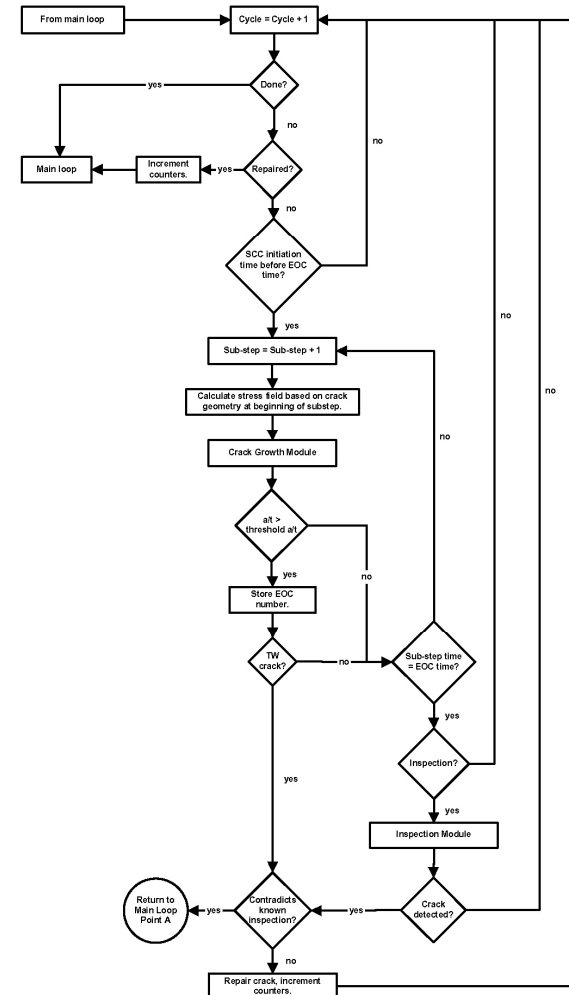 From main loop
Cycle = Cycle + 1
yes
Done?
no
no
Main loop
Increment
counters.
yes
Repaired?
no
SCC initiation
time before EOC
time?
no
yes
Sub-step = Sub-step + 1
Calculate stress field based on crack
geometry at beginning of substep.
no
no
Crack Growth Module
a/t >
threshold a/t
yes
no
Store EOC
number.
TW
crack?
no
Sub-step time
= EOC time?
yes
Inspection?
yes
yes
Inspection Module
Return to
Main Loop
Point A
yes
Contradicts
known
inspection?
yes
Crack
detected?
no
Repair crack, increment
counters.